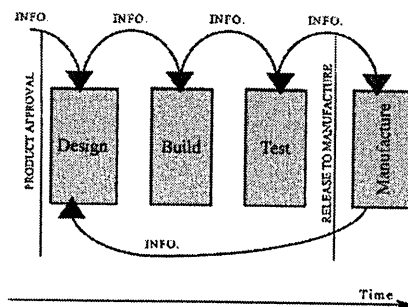 INFO. INFO. INFO. INFO.
PRODUCT APPROVAL
Design
Build
Test
RELEASE TO MANUFACTURE
Manufacture
INFO.
Time